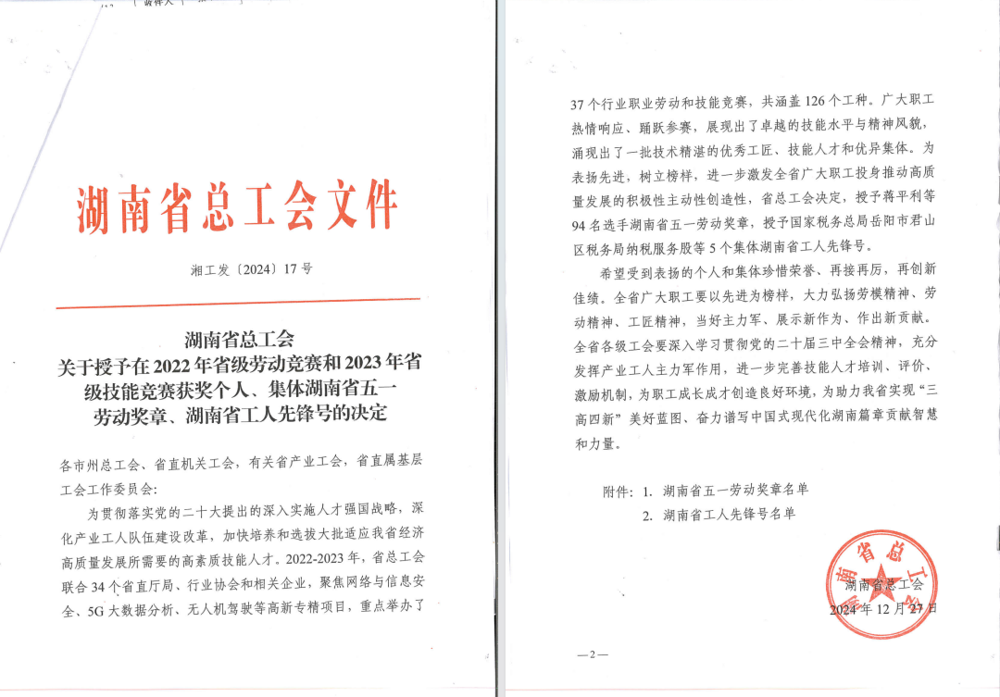 湖南省总工会文件
湘工发〔2024〕17号
湖南省总工会
关于授予在2022年省级劳动竞赛和2023年省
级技能竞赛获奖个人、集体湖南省五一
劳动奖章、湖南省工人先锋号的决定
各市州总工会、省直机关工会，有关省产业工会，省直属基层
工会工作委员会：
为贯彻落实党的二十大提出的深入实施人才强国战略，深
化产业工人队伍建设改革，加快培养和选拔大批适应我省经济
高质量发展所需要的高素质技能人才。2022-2023年，省总工会
联合34个省直厅局、行业协会和相关企业，聚焦网络与信息安
全、5G大数据分析、无人机驾驶等高新专精项目，重点举办了
37个行业职业劳动和技能竞赛，共涵盖126个工种。广大职工
热情响应、踊跃参赛，展现出了卓越的技能水平与精神风貌，
涌现出了一批技术精湛的优秀工匠、技能人才和优异集体。为
表扬先进，树立榜样，进一步激发全省广大职工投身推动高质
量发展的积极性主动性创造性，省总工会决定，授予蒋平利等
94名选手湖南省五一劳动奖章，授予国家税务总局岳阳市君山
区税务局纳税服务股等5个集体湖南省工人先锋号。
希望受到表扬的个人和集体珍惜荣誉、再接再厉，再创新
佳绩。全省广大职工要以先进为榜样，大力弘扬劳模精神、劳
动精神、工匠精神，当好主力军、展示新作为、作出新贡献。
全省各级工会要深入学习贯彻党的二十届三中全会精神，充分
发挥产业工人主力军作用，进一步完善技能人才培训、评价、
激励机制，为职工成长成才创造良好环境，为助力我省实现“三
高四新”美好蓝图、奋力谱写中国式现代化湖南篇章贡献智慧
和力量。
附件：1. 湖南省五一劳动奖章名单
2. 湖南省工人先锋号名单
湖南省总工会
湖南省总工会
2024年12月27日
—2—